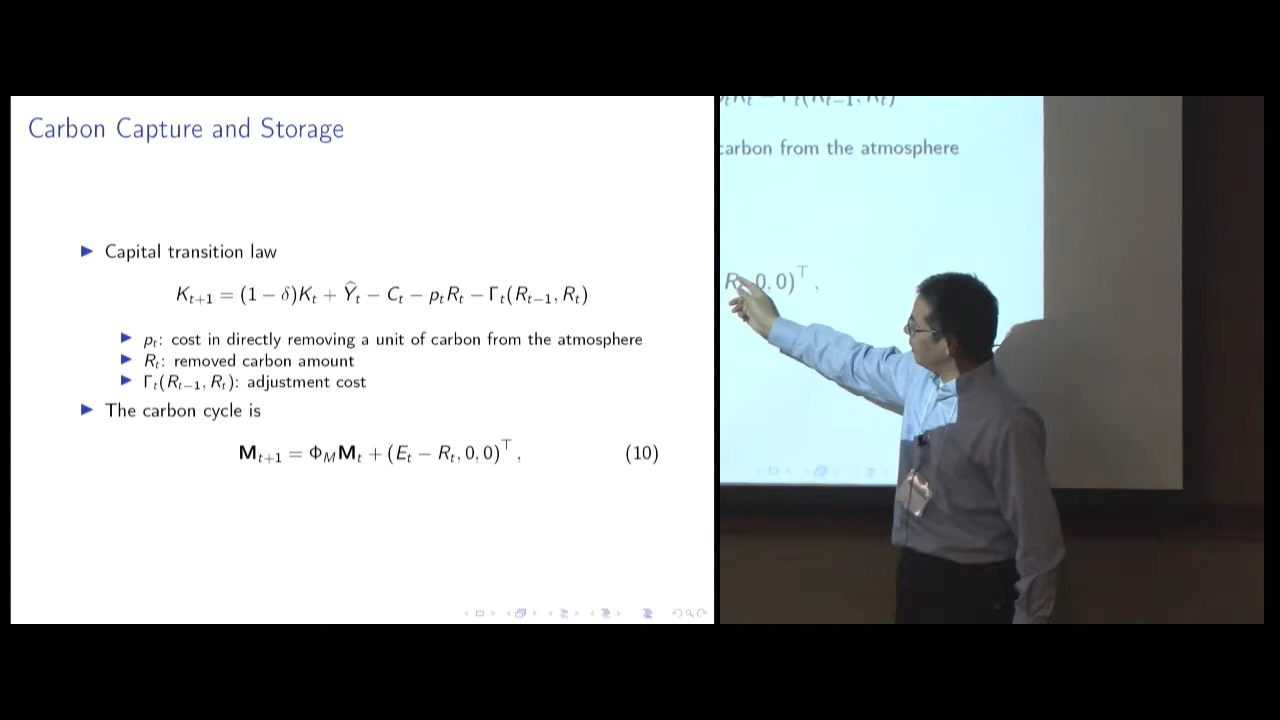 Carbon Capture and Storage
▶ Capital transition law
K_{t+1} = (1 − δ)K_t + Ŷ_t − C_t − p_t R_t − Γ_t(R_{t−1}, R_t)
▶ p_t: cost in directly removing a unit of carbon from the atmosphere
▶ R_t: removed carbon amount
▶ Γ_t(R_{t−1}, R_t): adjustment cost
▶ The carbon cycle is
M_{t+1} = Φ_M M_t + (E_t − R_t, 0, 0)^⊤ , (10)
carbon from the atmosphere
R 0, 0)^⊤ ,